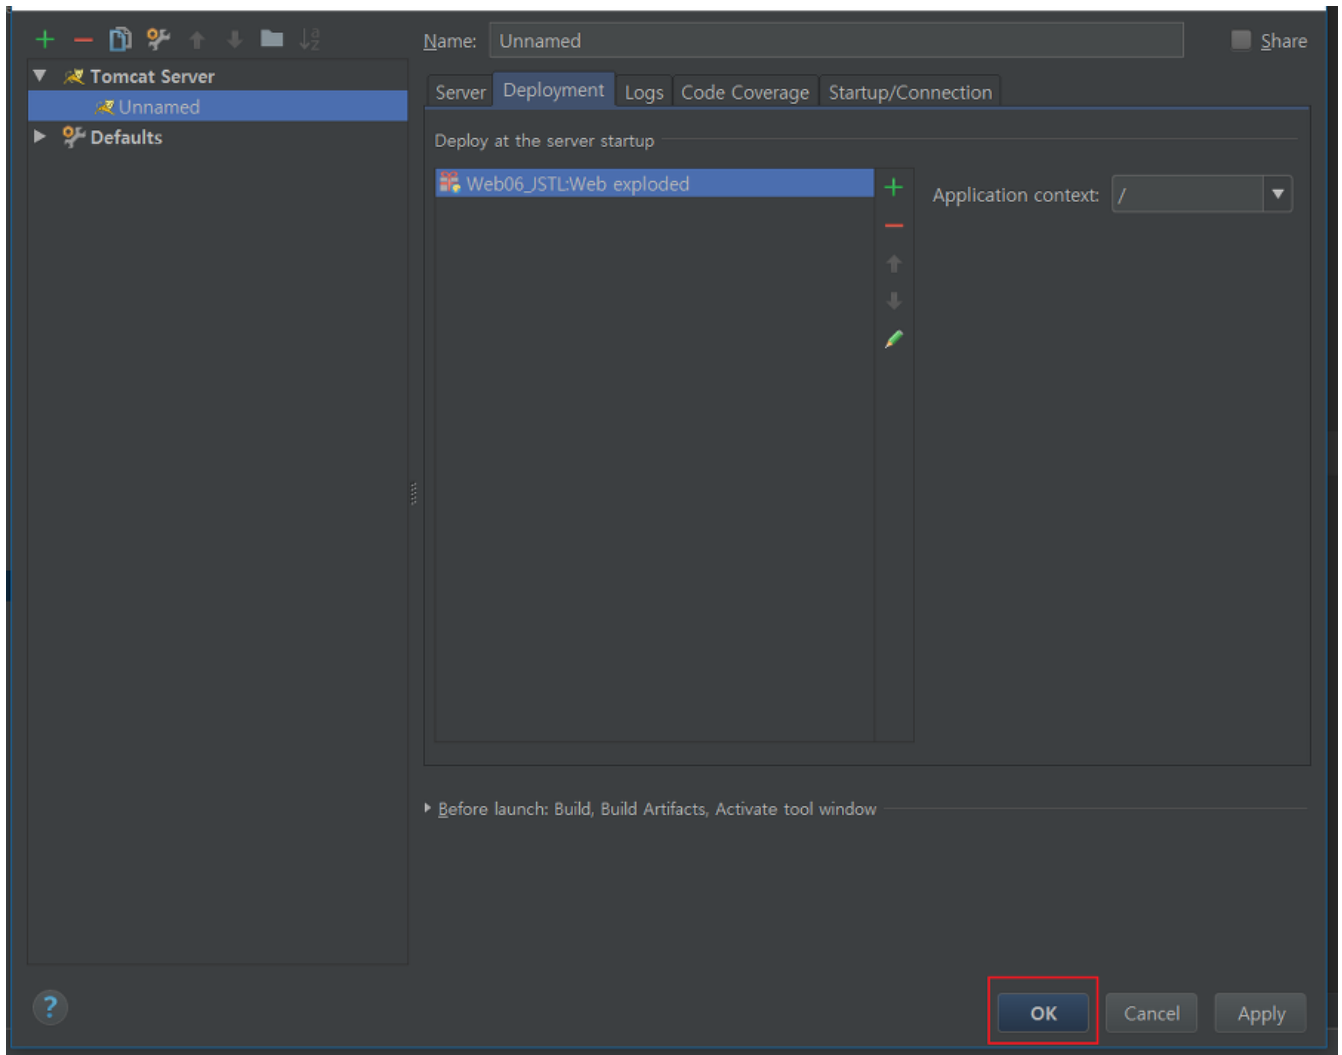 Name: Unnamed
Share
Tomcat Server
Unnamed
Defaults
Server Deployment Logs Code Coverage Startup/Connection
Deploy at the server startup
Web06_JSTL:Web exploded
Application context: /
Before launch: Build, Build Artifacts, Activate tool window
?
OK Cancel Apply